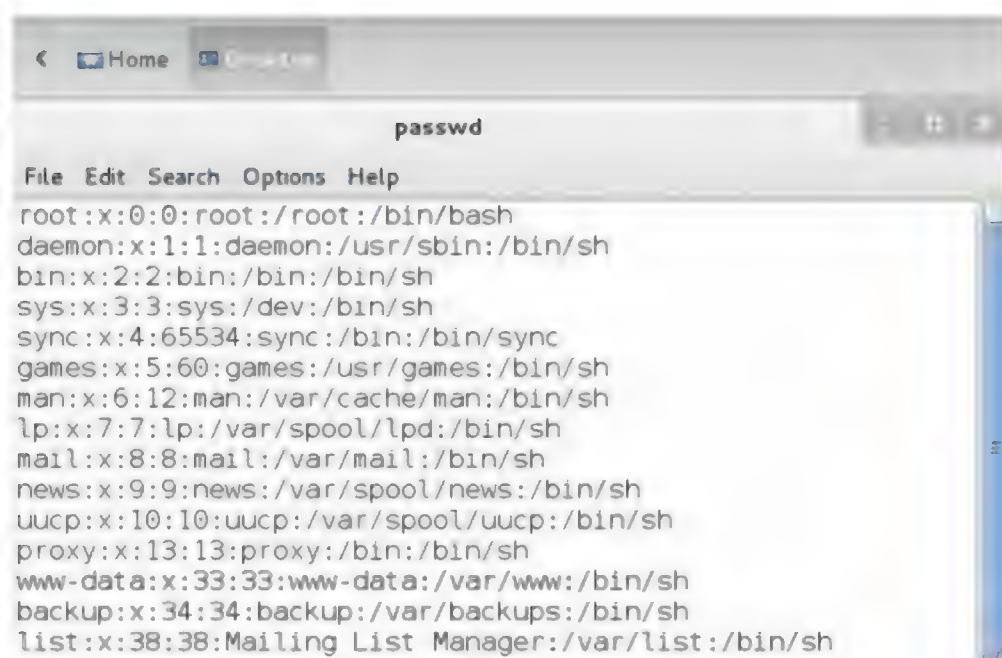 Home
passwd
File Edit Search Options Help
root:x:0:0:root:/root:/bin/bash
daemon:x:1:1:daemon:/usr/sbin:/bin/sh
bin:x:2:2:bin:/bin:/bin/sh
sys:x:3:3:sys:/dev:/bin/sh
sync:x:4:65534:sync:/bin:/bin/sync
games:x:5:60:games:/usr/games:/bin/sh
man:x:6:12:man:/var/cache/man:/bin/sh
lp:x:7:7:lp:/var/spool/lpd:/bin/sh
mail:x:8:8:mail:/var/mail:/bin/sh
news:x:9:9:news:/var/spool/news:/bin/sh
uucp:x:10:10:uucp:/var/spool/uucp:/bin/sh
proxy:x:13:13:proxy:/bin:/bin/sh
www-data:x:33:33:www-data:/var/www:/bin/sh
backup:x:34:34:backup:/var/backups:/bin/sh
list:x:38:38:Mailing List Manager:/var/list:/bin/sh